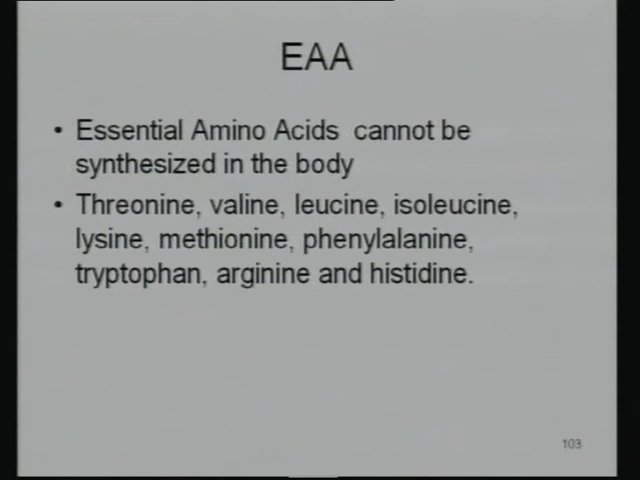 EAA
• Essential Amino Acids cannot be
synthesized in the body
• Threonine, valine, leucine, isoleucine,
lysine, methionine, phenylalanine,
tryptophan, arginine and histidine.
103